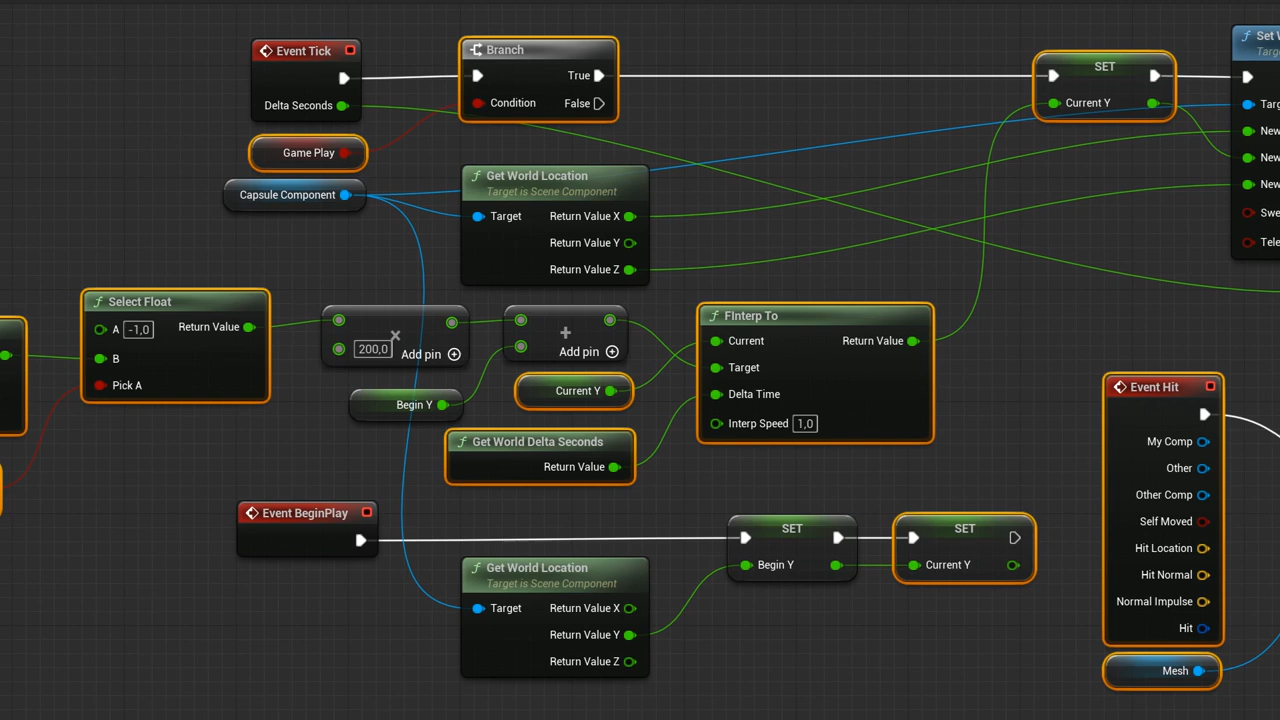 Event Tick
Delta Seconds
Branch
True
Condition
False
SET
Current Y
Set
Targ
New
New
New
Swe
Tele
Game Play
Capsule Component
f Get World Location
Target is Scene Component
Target
Return Value X
Return Value Y
Return Value Z
f Select Float
A -1,0
Return Value
B
Pick A
×
200,0
Add pin
+
Add pin
Begin Y
Current Y
f FInterp To
Current
Return Value
Target
Delta Time
Interp Speed 1,0
f Get World Delta Seconds
Return Value
Event Hit
My Comp
Other
Other Comp
Self Moved
Hit Location
Hit Normal
Normal Impulse
Hit
Mesh
Event BeginPlay
SET
Begin Y
SET
Current Y
f Get World Location
Target is Scene Component
Target
Return Value X
Return Value Y
Return Value Z